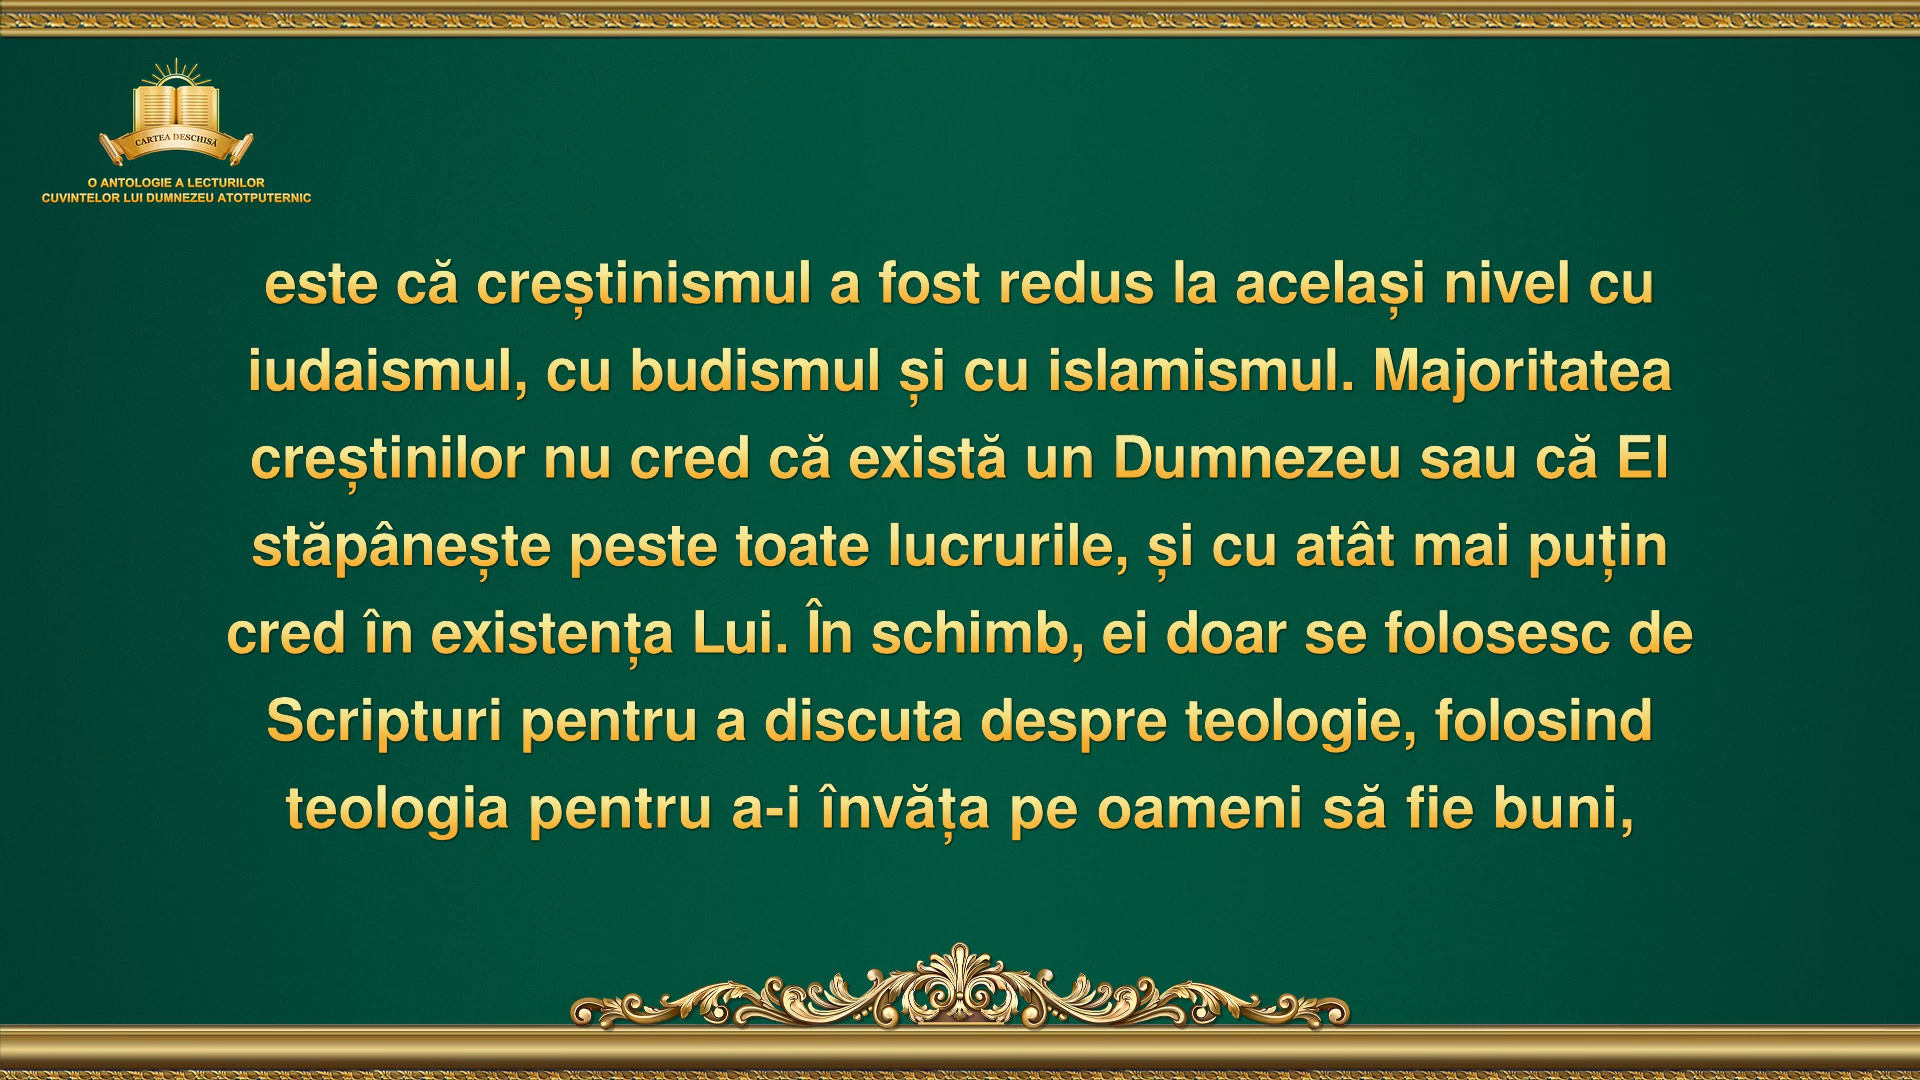 CARTEA DESCHISĂ
O ANTOLOGIE A LECTURILOR
CUVINTELOR LUI DUMNEZEU ATOTPUTERNIC
este că creștinismul a fost redus la același nivel cu
iudaismul, cu budismul și cu islamismul. Majoritatea
creștinilor nu cred că există un Dumnezeu sau că El
stăpânește peste toate lucrurile, și cu atât mai puțin
cred în existența Lui. În schimb, ei doar se folosesc de
Scripturi pentru a discuta despre teologie, folosind
teologia pentru a-i învăța pe oameni să fie buni,